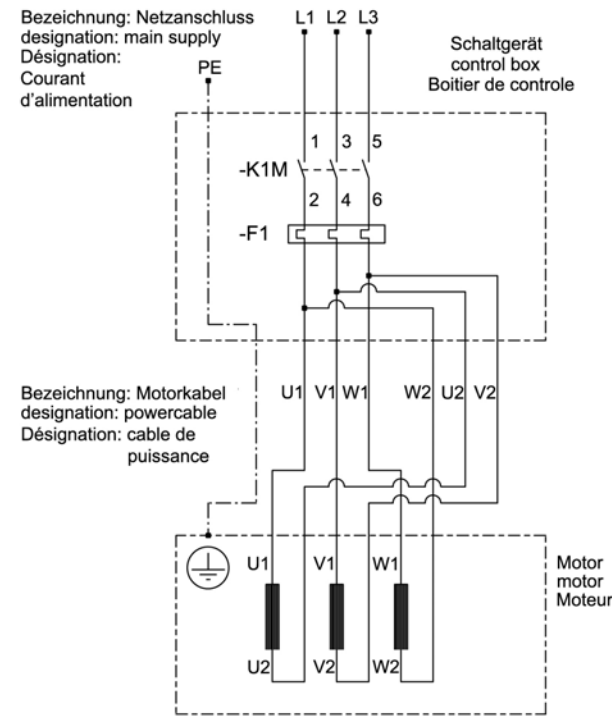 Bezeichnung: Netzanschluss
designation: main supply
Désignation:
Courant
d'alimentation
PE
L1 L2 L3
Schaltgerät
control box
Boitier de controle
1 3 5
-K1M
2 4 6
-F1
U1 V1 W1 W2 U2 V2
Bezeichnung: Motorkabel
designation: powercable
Désignation: cable de
puissance
U1 V1 W1
Motor
motor
Moteur
U2 V2 W2